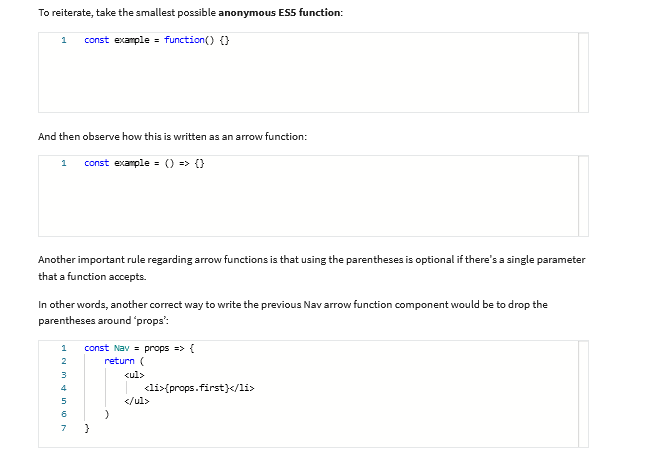 To reiterate, take the smallest possible anonymous ES5 function:
1 const example = function() {}
And then observe how this is written as an arrow function:
1 const example = () => {}
Another important rule regarding arrow functions is that using the parentheses is optional if there's a single parameter
that a function accepts.
In other words, another correct way to write the previous Nav arrow function component would be to drop the
parentheses around 'props':
1 const Nav = props => {
2 return (
3 <ul>
4 <li>{props.first}</li>
5 </ul>
6 )
7 }